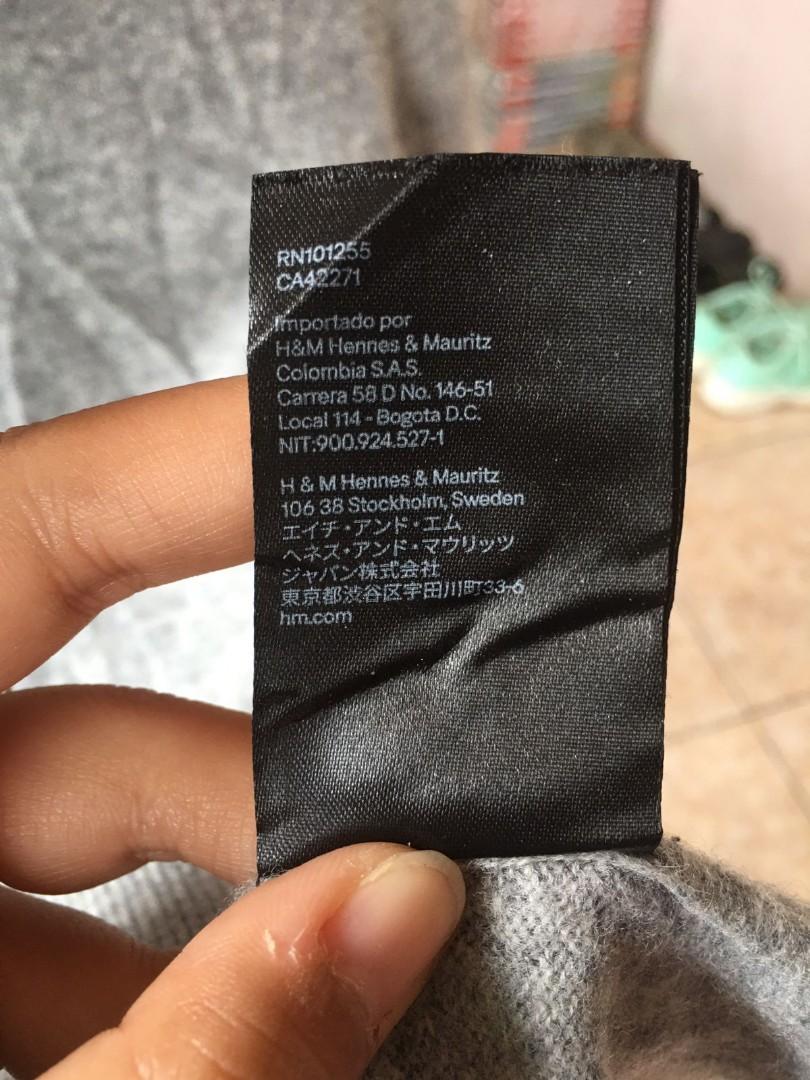 RN101255
CA42271
Importado por
H&M Hennes & Mauritz
Colombia S.A.S.
Carrera 58 D No. 146-51
Local 114 - Bogota D.C.
NIT:900.924.527-1
H & M Hennes & Mauritz
106 38 Stockholm, Sweden
エイチ・アンド・エム
ヘネス・アンド・マウリッツ
ジャパン株式会社
東京都渋谷区宇田川町33-6
hm.com